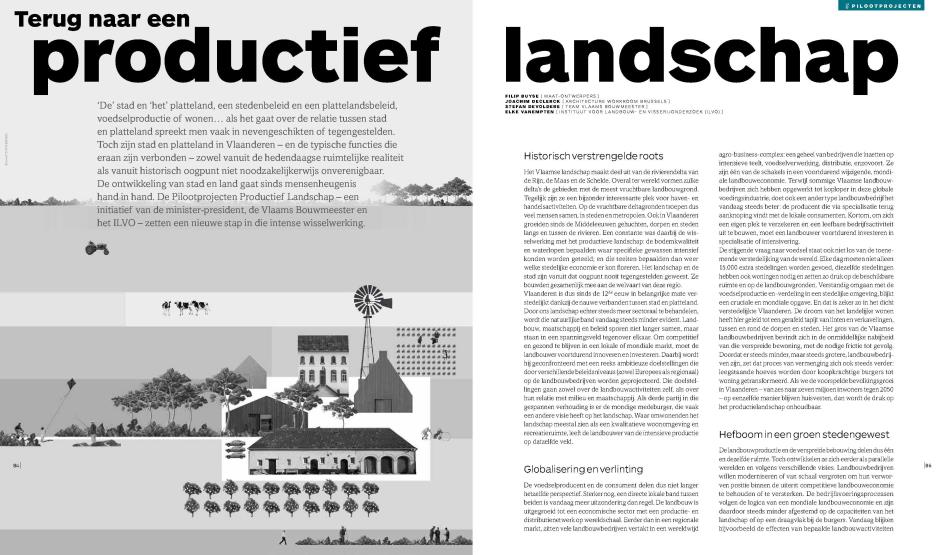 PILOOTPROJECTEN
Terug naar een
productief landschap
FILIP BUYSE [ WAAT-ONTWERPERS ]
JOACHIM DECLERCK [ ARCHITECTURE WORKROOM BRUSSELS ]
STEFAN DEVOLDERE [ TEAM VLAAMS BOUWMEESTER ]
ELKE VANEMPTEN [ INSTITUUT VOOR LANDBOUW- EN VISSERIJONDERZOEK (ILVO) ]
'De' stad en 'het' platteland, een stedenbeleid en een plattelandsbeleid,
voedselproductie of wonen… als het gaat over de relatie tussen stad
en platteland spreekt men vaak in nevengeschikten of tegengestelden.
Toch zijn stad en platteland in Vlaanderen – en de typische functies die
eraan zijn verbonden – zowel vanuit de hedendaagse ruimtelijke realiteit
als vanuit historisch oogpunt niet noodzakelijkerwijs onverenigbaar.
De ontwikkeling van stad en land gaat sinds mensenheugenis
hand in hand. De Pilootprojecten Productief Landschap – een
initiatief van de minister-president, de Vlaams Bouwmeester en
het ILVO – zetten een nieuwe stap in die intense wisselwerking.
Historisch verstrengelde roots
Het Vlaamse landschap maakt deel uit van de rivierendelta van
de Rijn, de Maas en de Schelde. Overal ter wereld vormen zulke
delta's de gebieden met de meest vruchtbare landbouwgrond.
Tegelijk zijn ze een bijzonder interessante plek voor haven- en
handelsactiviteiten. Op de vruchtbare deltagronden troepen dus
veel mensen samen, in steden en metropolen. Ook in Vlaanderen
groeiden sinds de Middeleeuwen gehuchten, dorpen en steden
langs en tussen de rivieren. Een constante was daarbij de wis-
selwerking met het productieve landschap: de bodemkwaliteit
en waterlopen bepaalden waar specifieke gewassen intensief
konden worden geteeld; en die teelten bepaalden dan weer
welke stedelijke economie er kon floreren. Het landschap en de
stad zijn vanuit dat oogpunt nooit tegengestelden geweest. Ze
bouwden gezamenlijk mee aan de welvaart van deze regio.
Vlaanderen is dus sinds de 12de eeuw in belangrijke mate ver-
stedelijkt dankzij de nauwe verbanden tussen stad en platteland.
Door ons landschap echter steeds meer sectoraal te behandelen,
wordt die natuurlijke band vandaag steeds minder evident. Land-
bouw, maatschappij en beleid sporen niet langer samen, maar
staan in een spanningsveld tegenover elkaar. Om competitief
en gezond te blijven in een lokale of mondiale markt, moet de
landbouwer voortdurend innoveren en investeren. Daarbij wordt
hij geconfronteerd met een reeks ambitieuze doelstellingen die
door verschillende beleidsniveaus (zowel Europees als regionaal)
op de landbouwbedrijven worden geprojecteerd. Die doelstel-
lingen gaan zowel over de landbouwactiviteiten zelf, als over
hun relatie met milieu en maatschappij. Als derde partij in die
gespannen verhouding is er de mondige medeburger, die vaak
een andere visie heeft op het landschap. Waar omwonenden het
landschap meestal zien als een kwalitatieve woonomgeving en
recreatieruimte, leeft de landbouwer van de intensieve productie
op datzelfde veld.
Globalisering en verlinting
De voedselproducent en de consument delen dus niet langer
hetzelfde perspectief. Sterker nog, een directe lokale band tussen
beiden is vandaag meer uitzondering dan regel. De landbouw is
uitgegroeid tot een economische sector met een productie- en
distributienetwerk op wereldschaal. Eerder dan in een regionale
markt, zitten vele landbouwbedrijven vervat in een wereldwijd
agro-business-complex: een geheel van bedrijven die inzetten op
intensieve teelt, voedselverwerking, distributie, enzovoort. Ze
zijn één van de schakels in een voortdurend wijzigende, mondi-
ale landbouweconomie. Terwijl sommige Vlaamse landbouw-
bedrijven zich hebben opgewerkt tot koploper in deze globale
voedingsindustrie, doet ook een ander type landbouwbedrijf het
vandaag steeds beter: de producent die via specialisatie terug
aanknoping vindt met de lokale consumenten. Kortom, om zich
een eigen plek te verzekeren en een leefbare bedrijfsactiviteit
uit te bouwen, moet een landbouwer voortdurend investeren in
specialisatie of intensivering.
De stijgende vraag naar voedsel staat ook niet los van de toene-
mende verstedelijking van de wereld. Elke dag moeten niet alleen
15.000 extra stedelingen worden gevoed, diezelfde stedelingen
hebben ook woningen nodig en zetten zo druk op de beschikbare
ruimte en op de landbouwgronden. Verstandig omgaan met de
voedselproductie en -verdeling in een stedelijke omgeving, blijkt
een cruciale en mondiale opgave. En dat is zeker zo in het dicht
verstedelijkte Vlaanderen. De droom van het landelijke wonen
heeft hier geleid tot een gerafeld tapijt van linten en verkavelingen,
tussen en rond de dorpen en steden. Het gros van de Vlaamse
landbouwbedrijven bevindt zich in de onmiddellijke nabijheid
van die verspreide bewoning, met de nodige frictie tot gevolg.
Doordat er steeds minder, maar steeds grotere, landbouwbedrij-
ven zijn, zet dat proces van vermenging zich ook steeds verder:
leegstaande hoeves worden door koopkrachtige burgers tot
woning getransformeerd. Als we de voorspelde bevolkingsgroei
in Vlaanderen – van zes naar zeven miljoen inwoners tegen 2050
– op eenzelfde manier blijven huisvesten, dan wordt de druk op
het productielandschap onhoudbaar.
Hefboom in een groen stedengewest
De landbouwproductie en de verspreide bebouwing delen dus één
en dezelfde ruimte. Toch ontwikkelen ze zich eerder als parallelle
werelden en volgens verschillende visies. Landbouwbedrijven
willen moderniseren of van schaal vergroten om hun verwor-
ven positie binnen de uiterst competitieve landbouweconomie
te behouden of te versterken. De bedrijfsvoeringsprocessen
volgen de logica van een mondiale landbouweconomie en zijn
daardoor steeds minder afgestemd op de capaciteiten van het
landschap of op een draagvlak bij de burgers. Vandaag blijken
bijvoorbeeld de effecten van bepaalde landbouwactiviteiten